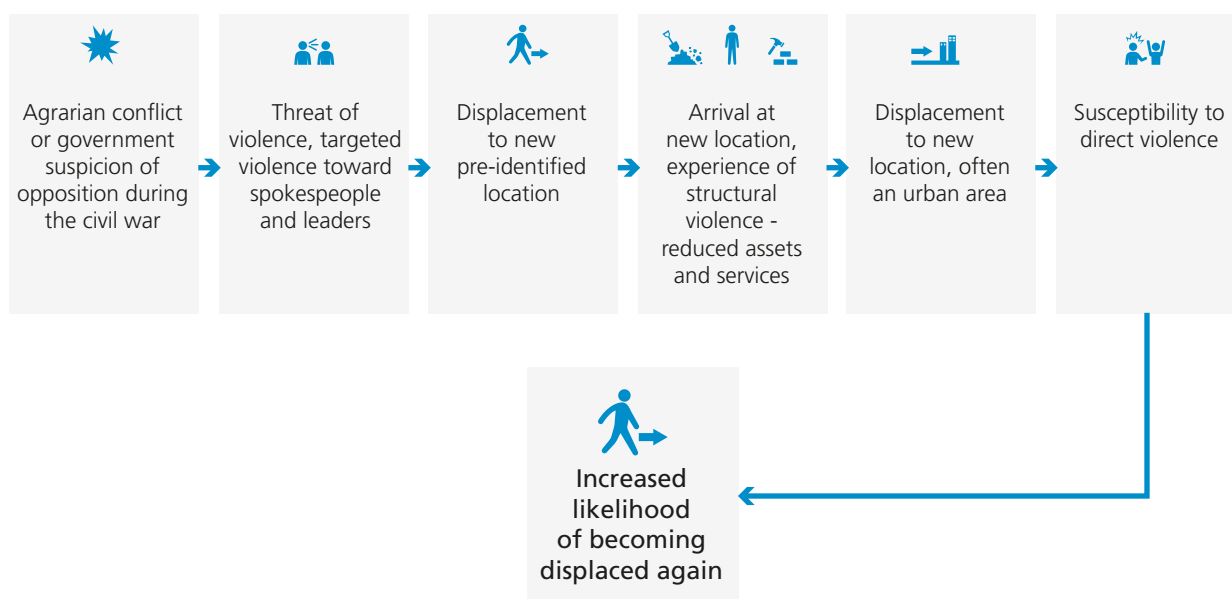 Agrarian conflict
or government
suspicion of
opposition during
the civil war
Threat of
violence, targeted
violence toward
spokespeople
and leaders
Displacement
to new
pre-identified
location
Arrival at
new location,
experience of
structural
violence -
reduced assets
and services
Displacement
to new
location, often
an urban area
Susceptibility to
direct violence
Increased
likelihood
of becoming
displaced again